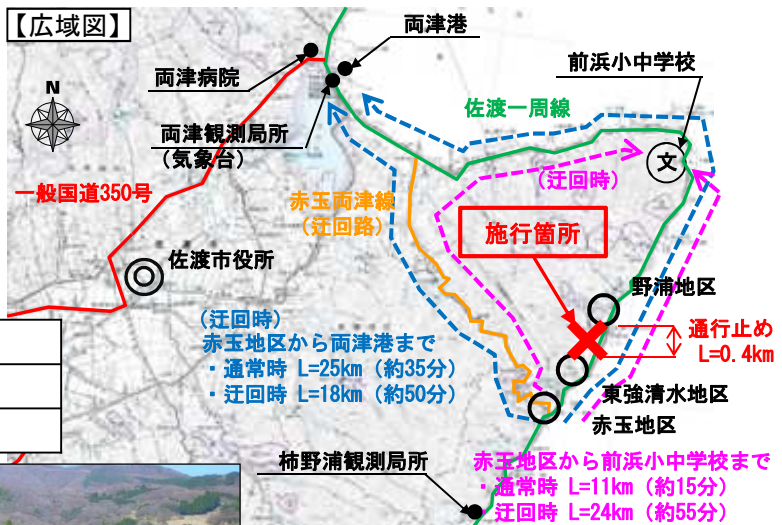 【広域図】
両津港
両津病院
前浜小中学校
N
佐渡一周線
両津観測局所
(気象台)
文
(迂回時)
一般国道350号
赤玉両津線
(迂回路)
施行箇所
佐渡市役所
野浦地区
(迂回時)
赤玉地区から両津港まで
・通常時 L=25km（約35分）
・迂回時 L=18km（約50分）
通行止め
L=0.4km
東強清水地区
赤玉地区
柿野浦観測局所
赤玉地区から前浜小中学校まで
・通常時 L=11km（約15分）
・迂回時 L=24km（約55分）